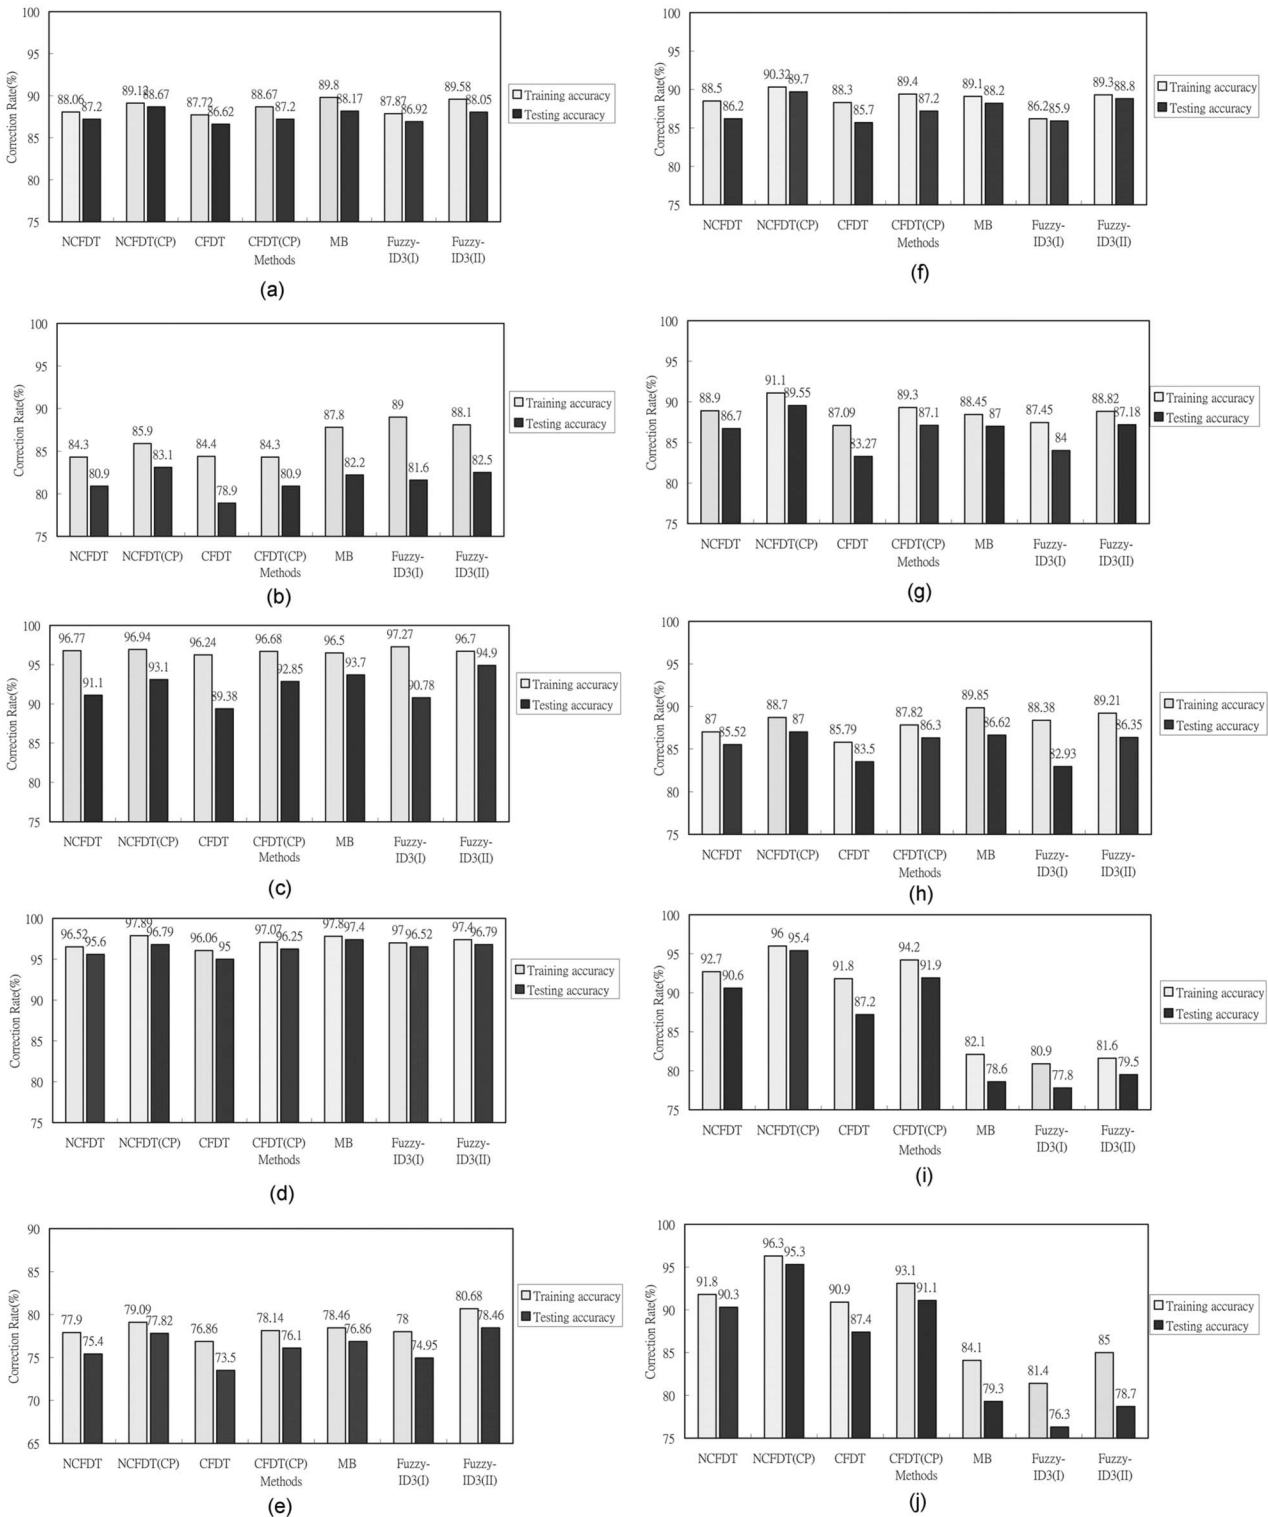 100
95
90
85
80
75
Correction Rate(%)
88.06 87.2 89.12 88.67 87.72 86.62 88.67 87.2 89.8 88.17 87.87 86.92 89.58 88.05
Training accuracy
Testing accuracy
NCFDT NCFDT(CP) CFDT CFDT(CP) MB Fuzzy- Fuzzy-
Methods ID3(I) ID3(II)
(a)
100
95
90
85
80
75
Correction Rate(%)
88.5 86.2 90.32 89.7 88.3 85.7 89.4 87.2 89.1 88.2 86.2 85.9 89.3 88.8
Training accuracy
Testing accuracy
NCFDT NCFDT(CP) CFDT CFDT(CP) MB Fuzzy- Fuzzy-
Methods ID3(I) ID3(II)
(f)
100
95
90
85
80
75
Correction Rate(%)
84.3 80.9 85.9 83.1 84.4 78.9 84.3 80.9 87.8 82.2 89 81.6 88.1 82.5
Training accuracy
Testing accuracy
NCFDT NCFDT(CP) CFDT CFDT(CP) MB Fuzzy- Fuzzy-
Methods ID3(I) ID3(II)
(b)
100
95
90
85
80
75
Correction Rate(%)
88.9 86.7 91.1 89.55 87.09 83.27 89.3 87.1 88.45 87 87.45 84 88.82 87.18
Training accuracy
Testing accuracy
NCFDT NCFDT(CP) CFDT CFDT(CP) MB Fuzzy- Fuzzy-
Methods ID3(I) ID3(II)
(g)
100
95
90
85
80
75
Correction Rate(%)
96.77 91.1 96.94 93.1 96.24 89.38 96.68 92.85 96.5 93.7 97.27 90.78 96.7 94.9
Training accuracy
Testing accuracy
NCFDT NCFDT(CP) CFDT CFDT(CP) MB Fuzzy- Fuzzy-
Methods ID3(I) ID3(II)
(c)
100
95
90
85
80
75
Correction Rate(%)
87 85.52 88.7 87 85.79 83.5 87.82 86.3 89.85 86.62 88.38 82.93 89.21 86.35
Training accuracy
Testing accuracy
NCFDT NCFDT(CP) CFDT CFDT(CP) MB Fuzzy- Fuzzy-
Methods ID3(I) ID3(II)
(h)
100
95
90
85
80
75
Correction Rate(%)
96.52 95.6 97.89 96.79 96.06 95 97.07 96.25 97.8 97.4 97 96.52 97.4 96.79
Training accuracy
Testing accuracy
NCFDT NCFDT(CP) CFDT CFDT(CP) MB Fuzzy- Fuzzy-
Methods ID3(I) ID3(II)
(d)
100
95
90
85
80
75
Correction Rate(%)
92.7 90.6 96 95.4 91.8 87.2 94.2 91.9 82.1 78.6 80.9 77.8 81.6 79.5
Training accuracy
Testing accuracy
NCFDT NCFDT(CP) CFDT CFDT(CP) MB Fuzzy- Fuzzy-
Methods ID3(I) ID3(II)
(i)
90
85
80
75
70
65
Correction Rate(%)
77.9 75.4 79.09 77.82 76.86 73.5 78.14 76.1 78.46 76.86 78 74.95 80.68 78.46
Training accuracy
Testing accuracy
NCFDT NCFDT(CP) CFDT CFDT(CP) MB Fuzzy- Fuzzy-
Methods ID3(I) ID3(II)
(e)
100
95
90
85
80
75
Correction Rate(%)
91.8 90.3 96.3 95.3 90.9 87.4 93.1 91.1 84.1 79.3 81.4 76.3 85 78.7
Training accuracy
Testing accuracy
NCFDT NCFDT(CP) CFDT CFDT(CP) MB Fuzzy- Fuzzy-
Methods ID3(I) ID3(II)
(j)